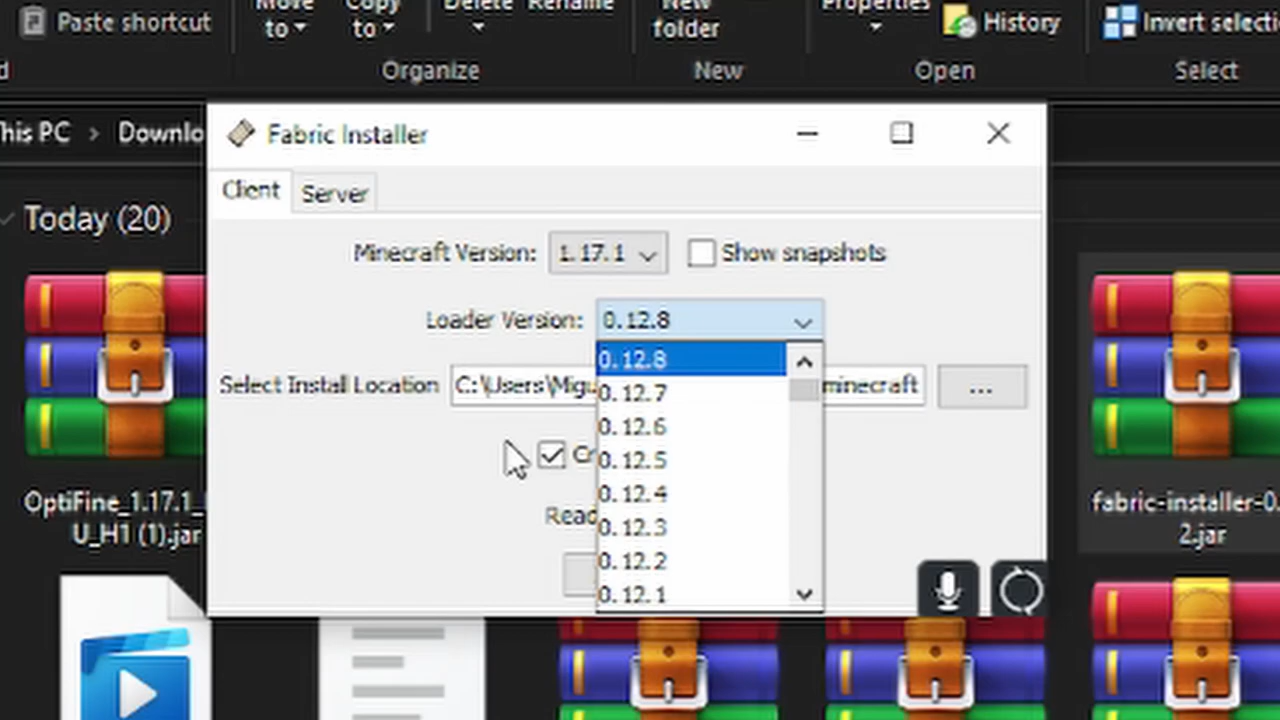 Move Copy Delete Rename New Properties
Paste shortcut to to folder History Invert selecti
Organize New Open Select
This PC > Downlo
Fabric Installer
Client Server
Today (20)
Minecraft Version: 1.17.1 Show snapshots
Loader Version: 0.12.8
0.12.8
Select Install Location C:\Users\Migu minecraft ...
0.12.7
0.12.6
0.12.5
0.12.4
0.12.3
0.12.2
0.12.1
OptiFine_1.17.1_
U_H1 (1).jar
fabric-installer-0.
2.jar